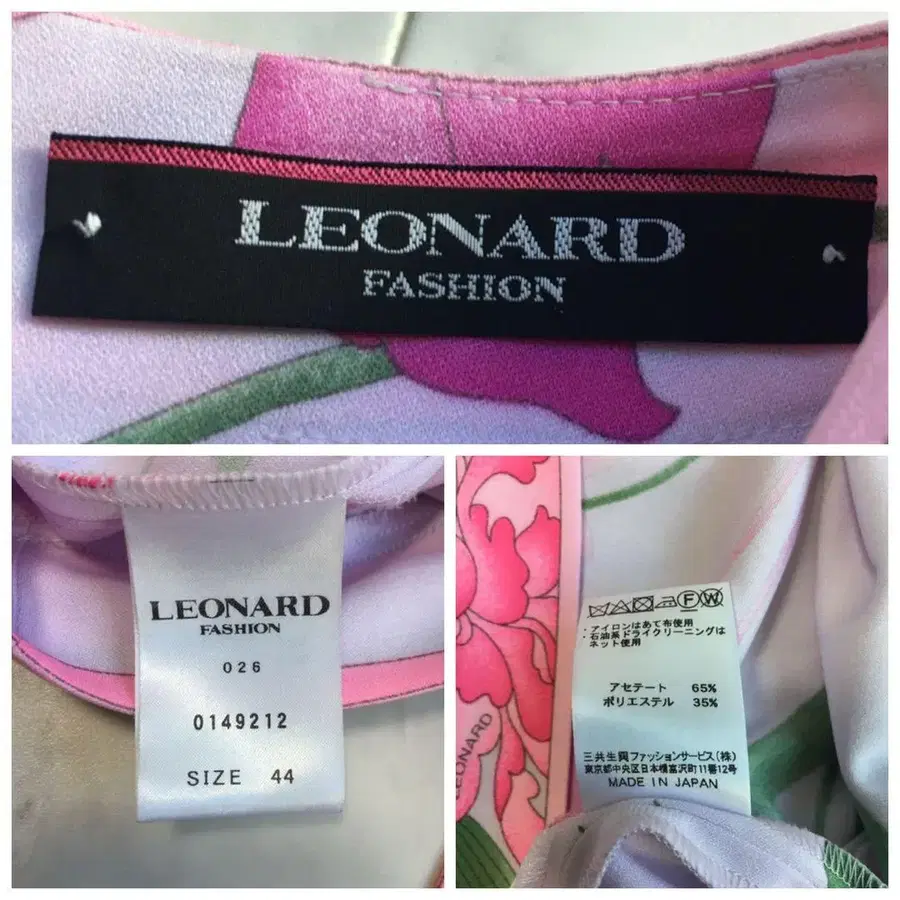 LEONARD
FASHION
LEONARD
FASHION
026
0149212
SIZE 44
LEONARD
・アイロンはあて布使用
・石油系ドライクリーニングは
ネット使用
アセテート 65%
ポリエステル 35%
三共生興ファッションサービス(株)
東京都中央区日本橋富沢町11番12号
MADE IN JAPAN